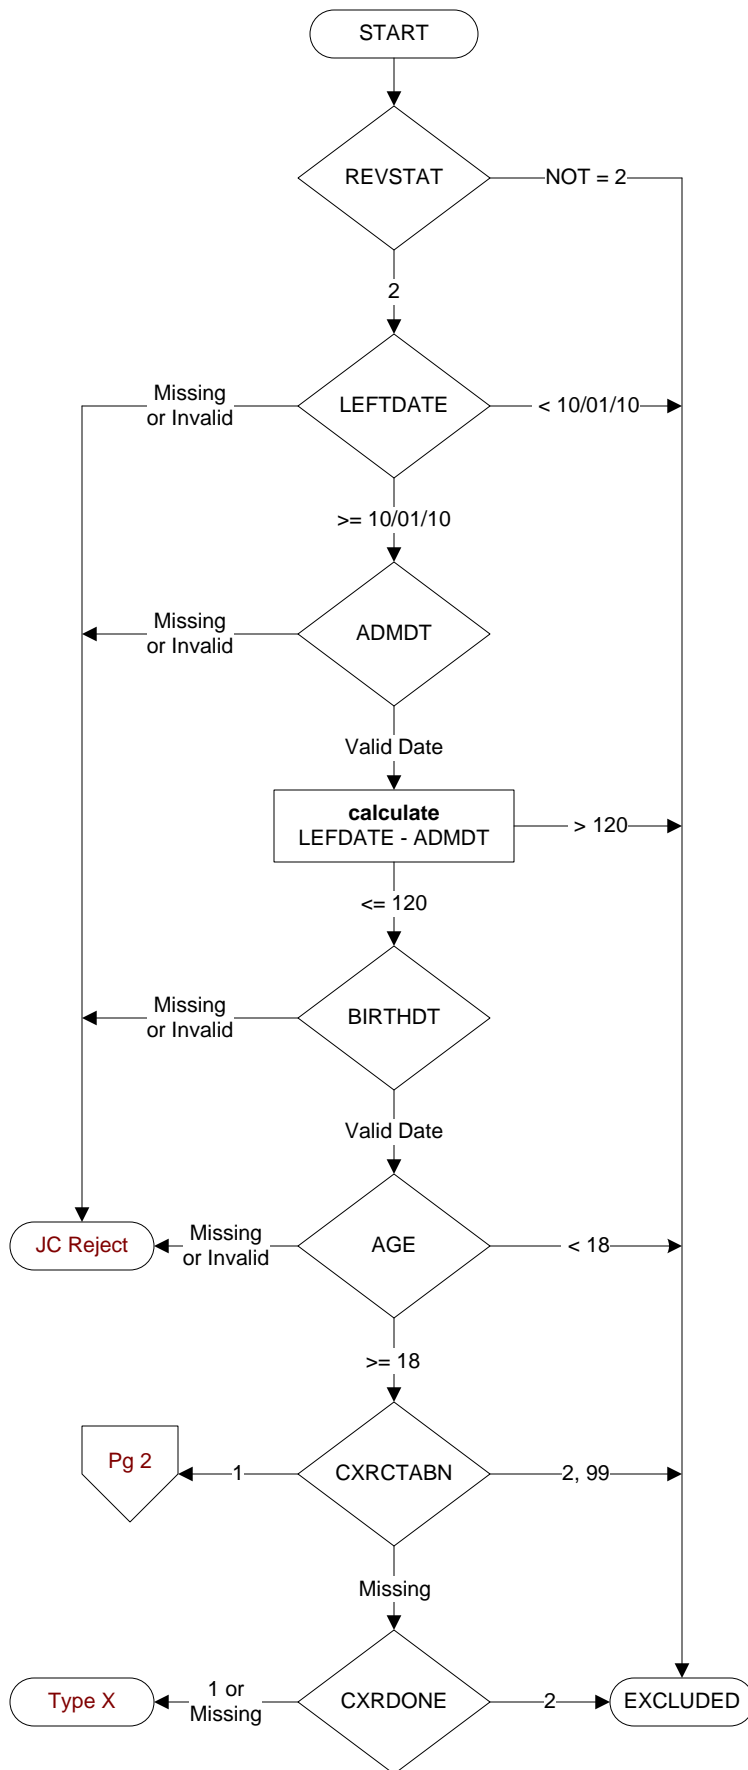 START
REVSTAT
NOT = 2
2
Missing
or Invalid
LEFTDATE
< 10/01/10
>= 10/01/10
Missing
or Invalid
ADMDT
Valid Date
calculate
LEFDATE - ADMDT
> 120
<= 120
Missing
or Invalid
BIRTHDT
Valid Date
JC Reject
Missing
or Invalid
AGE
< 18
>= 18
Pg 2
1
CXRCTABN
2, 99
Missing
Type X
1 or
Missing
CXRDONE
2
EXCLUDED